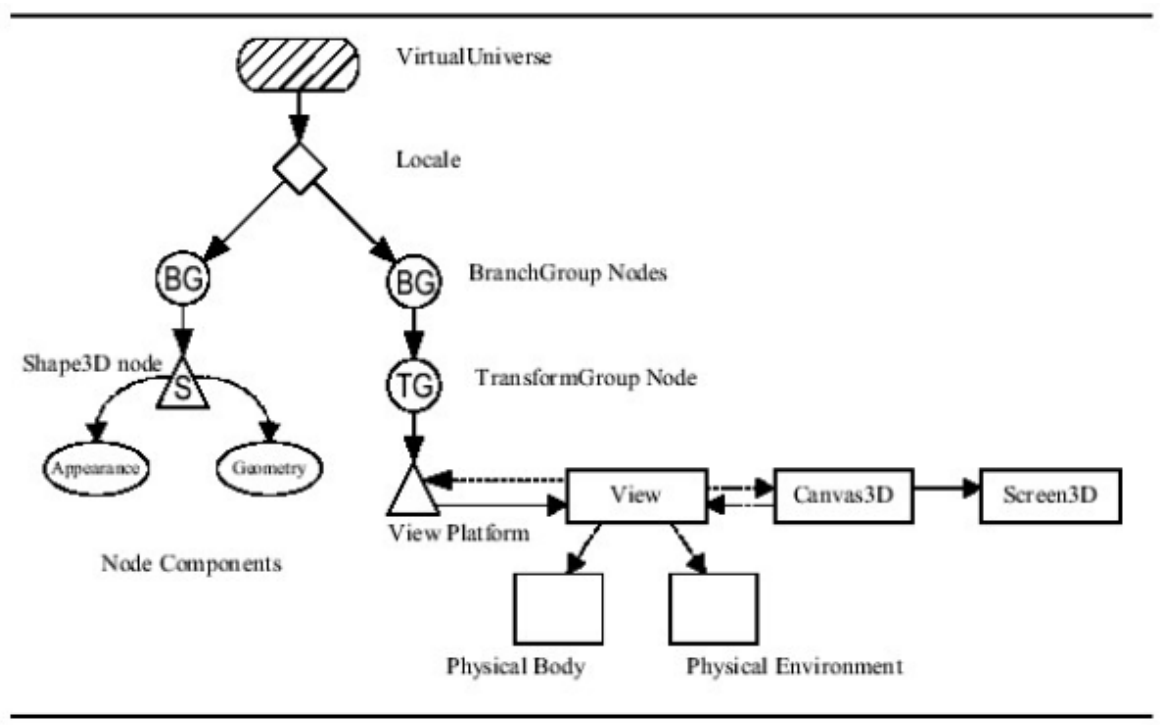 VirtualUniverse
Locale
BG
BG
BranchGroup Nodes
Shape3D node
S
TG
TransformGroup Node
Appearance
Geometry
View
Canvas3D
Screen3D
View Platform
Node Components
Physical Body
Physical Environment